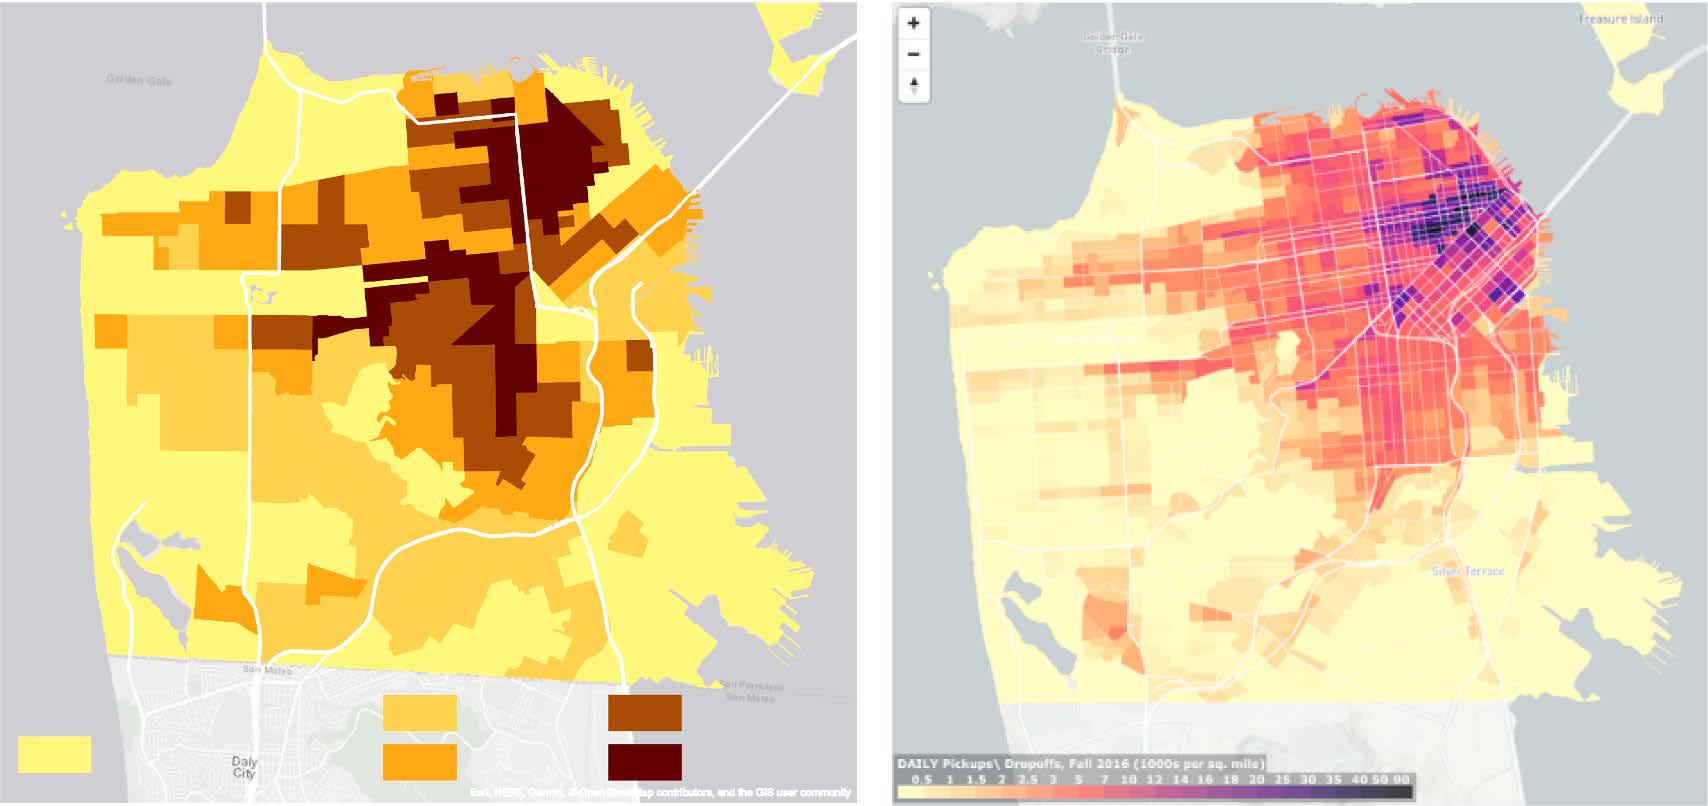 Golden Gate
San Mateo
San Francisco
San Mateo
Daly
City
Esri, HERE, Garmin, © OpenStreetMap contributors, and the GIS user community
+
−
Golden Gate
Bridge
Treasure Island
Silver Terrace
DAILY Pickups\ Dropoffs, Fall 2016 (1000s per sq. mile)
0.5 1 1.5 2 2.5 3 5 7 10 12 14 16 18 20 25 30 35 40 50 90